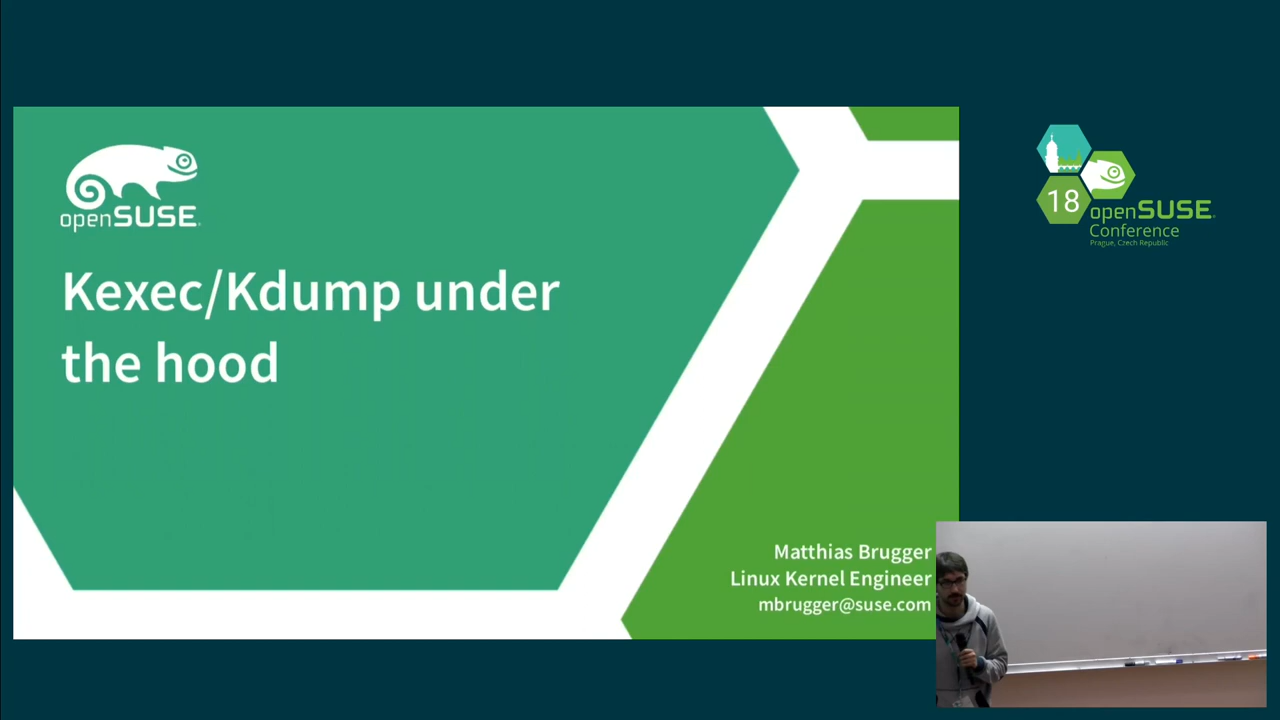 openSUSE
Kexec/Kdump under
the hood
Matthias Brugger
Linux Kernel Engineer
mbrugger@suse.com
18
openSUSE
Conference
Prague, Czech Republic